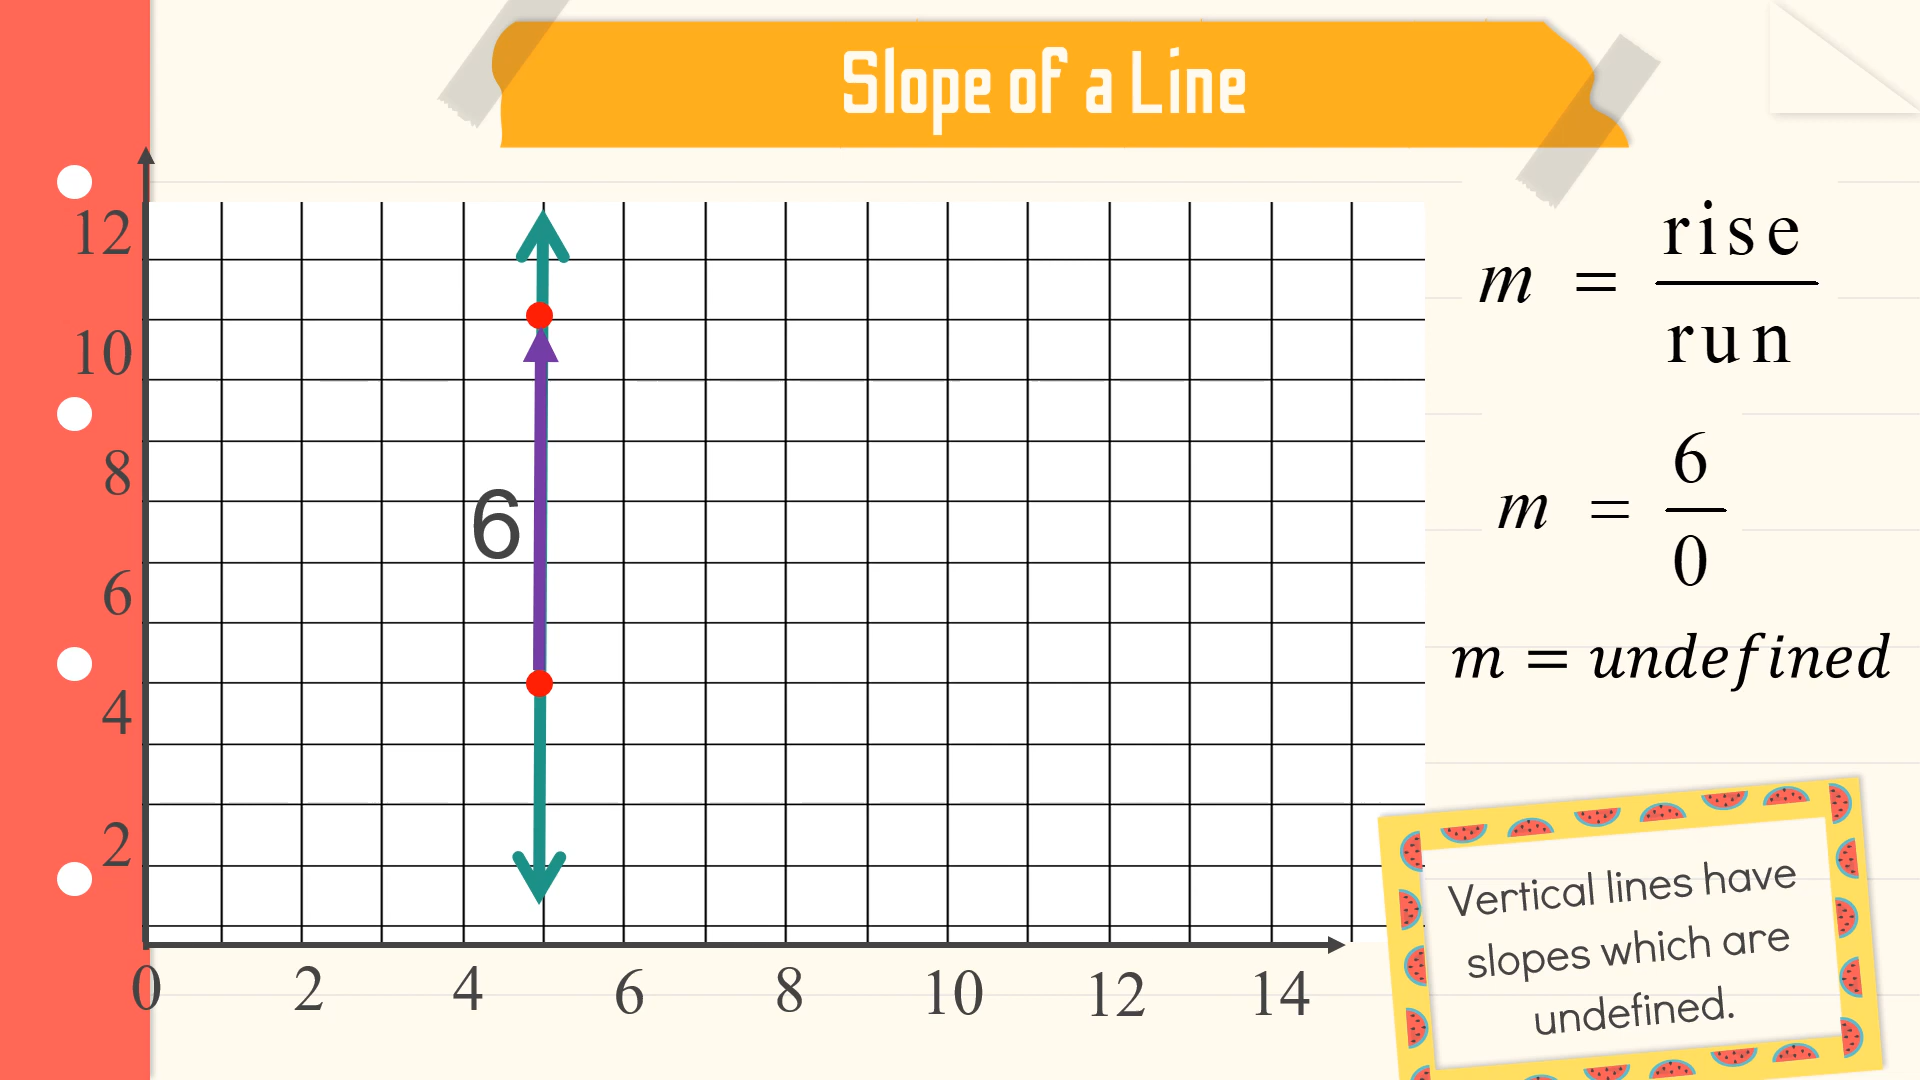 Slope of a Line
12
10
8
6
4
2
0 2 4 6 8 10 12 14
6
m = rise/run
m = 6/0
m = undefined
Vertical lines have
slopes which are
undefined.